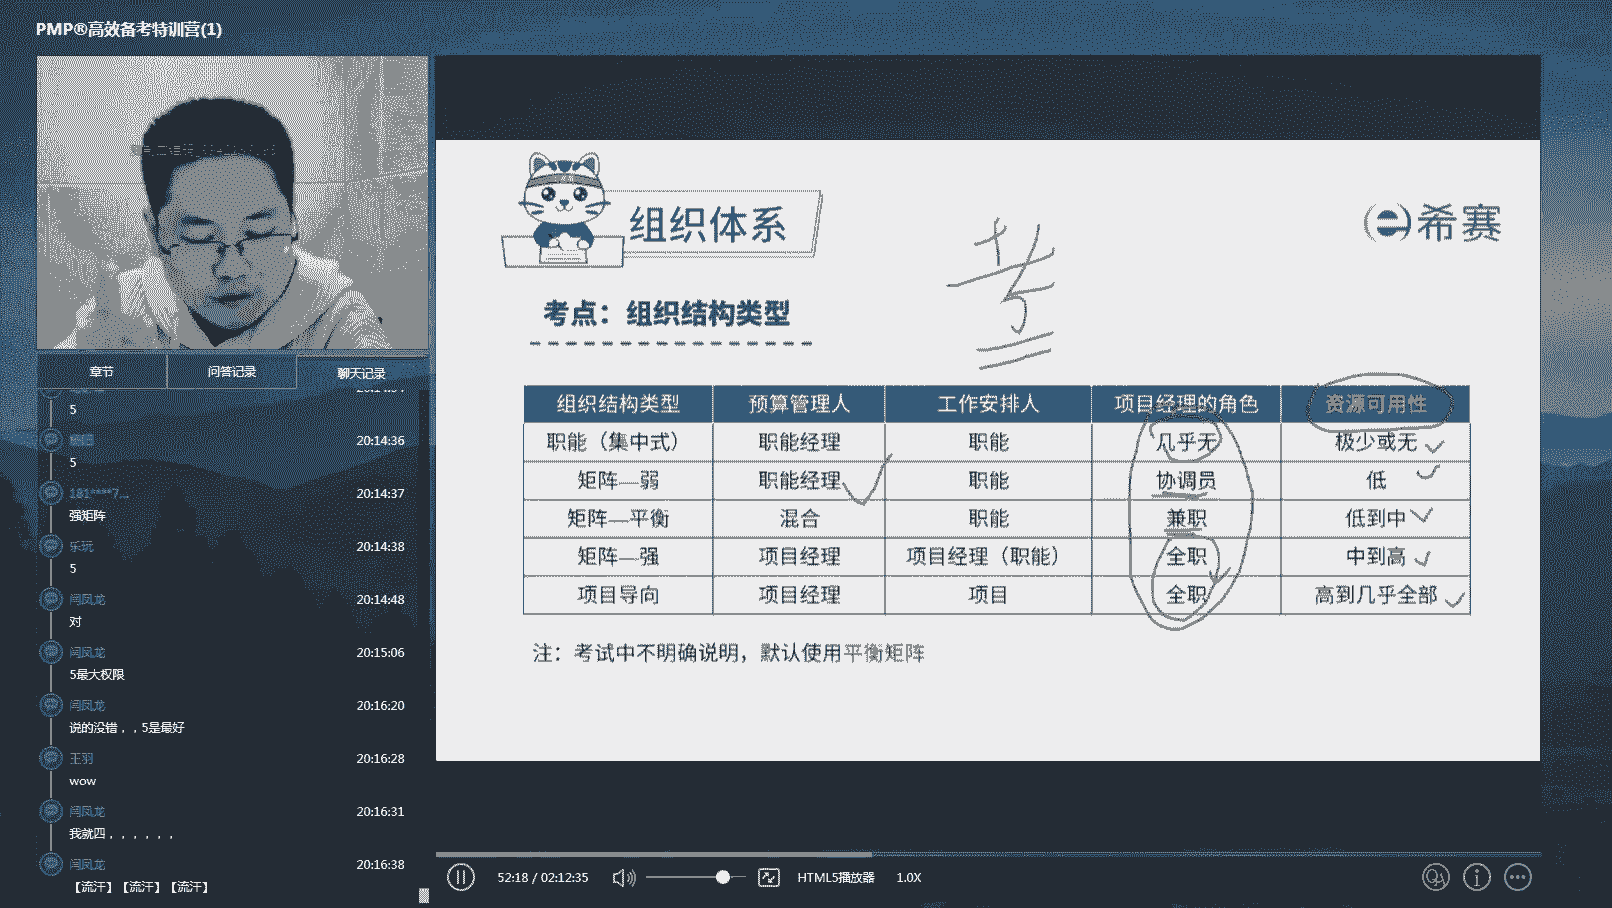 PMP®高效备考特训营(1)
章节
问答记录
聊天记录
5
20:14:36
5
181****7...
20:14:37
强矩阵
乐玩
20:14:38
5
闫凤龙
20:14:48
对
闫凤龙
20:15:06
5最大权限
闫凤龙
20:16:20
说的没错，，5是最好
王羽
20:16:28
wow
闫凤龙
20:16:31
我就四，，，，，，
闫凤龙
20:16:38
【流汗】【流汗】【流汗】
组织体系
希赛
考
考点：组织结构类型
组织结构类型 预算管理人 工作安排人 项目经理的角色 资源可用性
职能（集中式） 职能经理 职能 几乎无 极少或无
矩阵—弱 职能经理 职能 协调员 低
矩阵—平衡 混合 职能 兼职 低到中
矩阵—强 项目经理 项目经理（职能） 全职 中到高
项目导向 项目经理 项目 全职 高到几乎全部
注：考试中不明确说明，默认使用平衡矩阵
52:18 / 02:12:35
HTML5播放器
1.0X